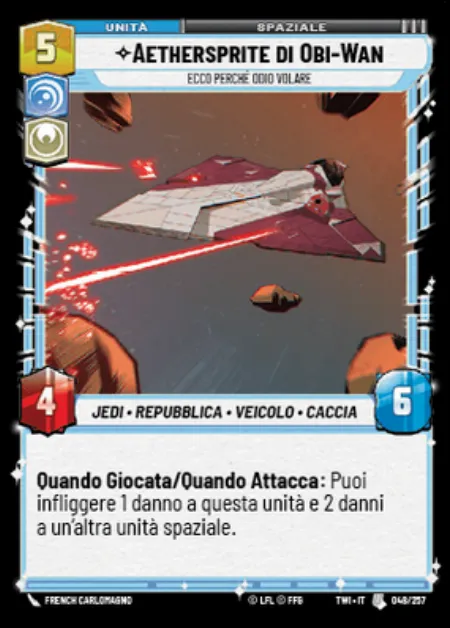 UNITÀ
SPAZIALE
5
AETHERSPRITE DI OBI-WAN
ECCO PERCHÉ ODIO VOLARE
4
JEDI • REPUBBLICA • VEICOLO • CACCIA
6
Quando Giocata/Quando Attacca: Puoi
infliggere 1 danno a questa unità e 2 danni
a un'altra unità spaziale.
FRENCH CARLOMAGNO
© LFL © FFG
TWI • IT
048/257